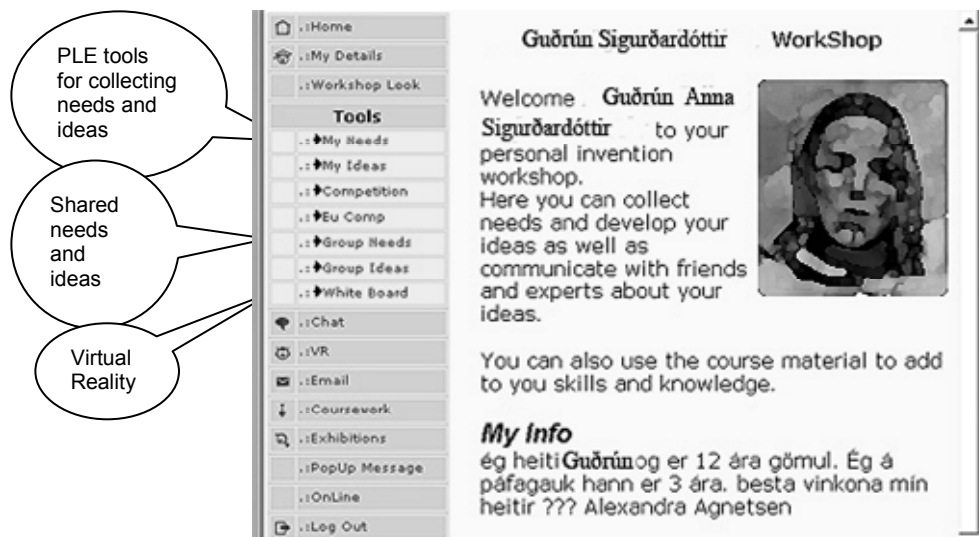 PLE tools
for collecting
needs and
ideas
Shared
needs
and
ideas
Virtual
Reality
.:Home
.:My Details
.:Workshop Look
Tools
.:My Needs
.:My Ideas
.:Competition
.:Eu Comp
.:Group Needs
.:Group Ideas
.:White Board
.:Chat
.:VR
.:Email
.:Coursework
.:Exhibitions
.:PopUp Message
.:OnLine
.:Log Out
Guðrún Sigurðardóttir WorkShop
Welcome . Guðrún Anna
Sigurðardóttir to your
personal invention
workshop.
Here you can collect
needs and develop your
ideas as well as
communicate with friends
and experts about your
ideas.
You can also use the course material to add
to you skills and knowledge.
My Info
ég heiti Guðrún og er 12 ára gömul. Ég á
páfagauk hann er 3 ára. besta vinkona mín
heitir ??? Alexandra Agnetsen